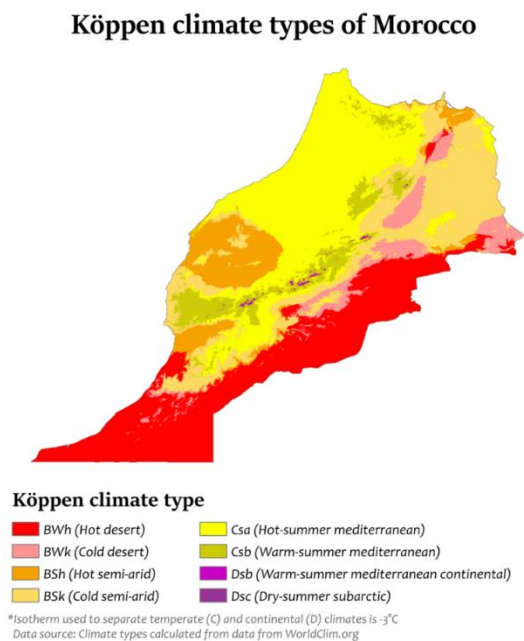 Köppen climate types of Morocco
Köppen climate type
BWh (Hot desert)
BWk (Cold desert)
BSh (Hot semi-arid)
BSk (Cold semi-arid)
Csa (Hot-summer mediterranean)
Csb (Warm-summer mediterranean)
Dsb (Warm-summer mediterranean continental)
Dsc (Dry-summer subarctic)
*Isotherm used to separate temperate (C) and continental (D) climates is -3°C
Data source: Climate types calculated from data from WorldClim.org